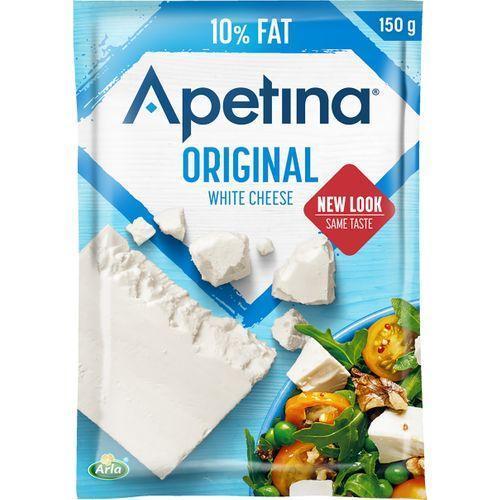 10% FAT
150 g
Apetina®
ORIGINAL
WHITE CHEESE
NEW LOOK
SAME TASTE
Arla